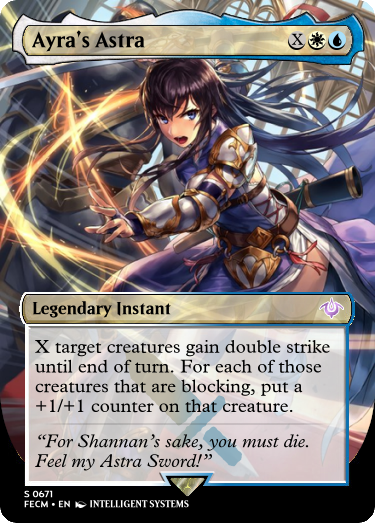 Ayra's Astra X
Legendary Instant
X target creatures gain double strike
until end of turn. For each of those
creatures that are blocking, put a
+1/+1 counter on that creature.
“For Shannan's sake, you must die.
Feel my Astra Sword!”
S 0671
FECM • EN INTELLIGENT SYSTEMS